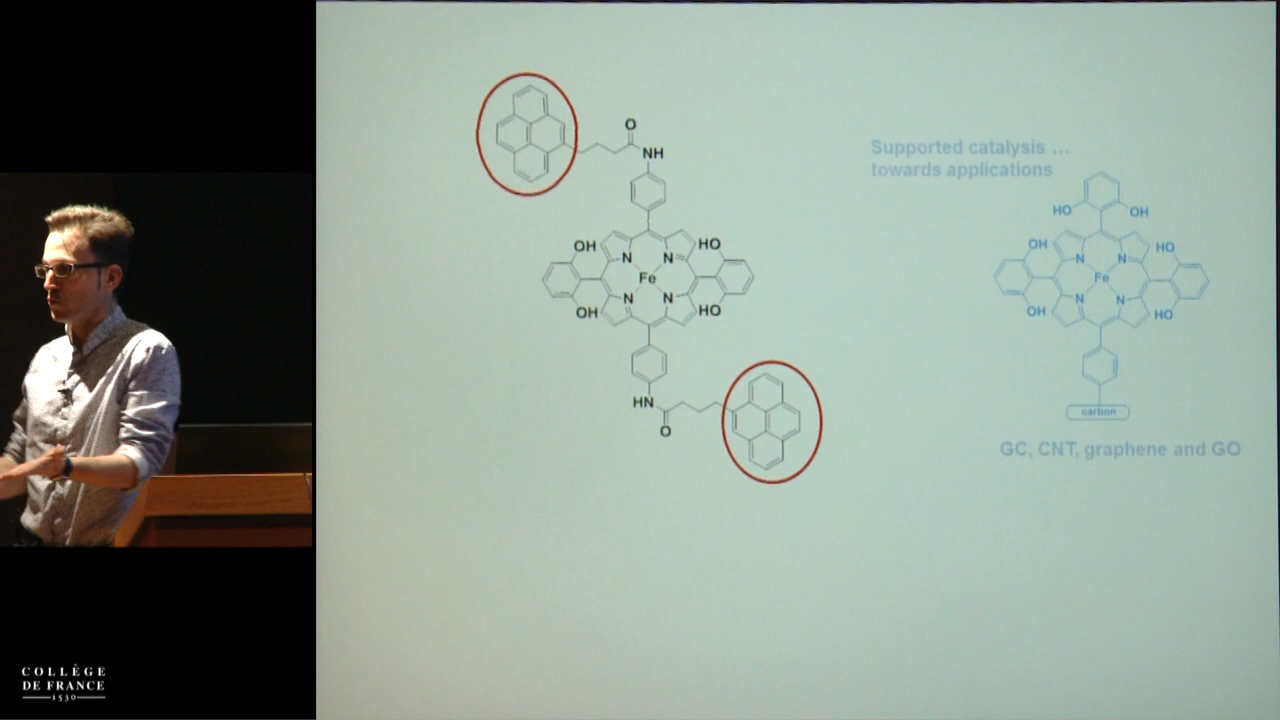 O
NH
OH
HO
N
N
Fe
N
N
OH
HO
HN
O
Supported catalysis ...
towards applications
HO
OH
OH
HO
N
N
Fe
N
N
OH
HO
carbon
GC, CNT, graphene and GO
COLLÈGE
DE FRANCE
1530